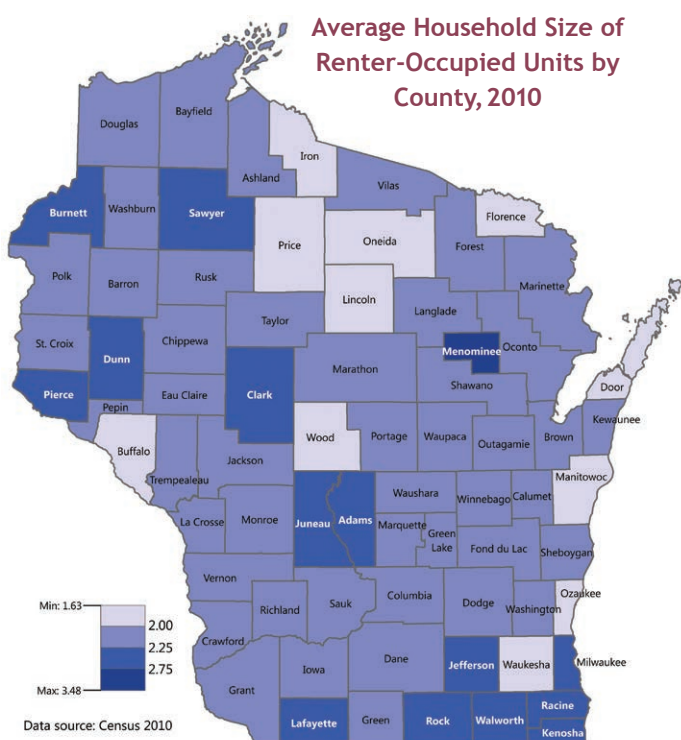 Average Household Size of
Renter-Occupied Units by
County, 2010
Bayfield
Douglas
Iron
Ashland
Vilas
Burnett
Washburn
Sawyer
Florence
Price
Oneida
Forest
Polk
Barron
Rusk
Marinette
Lincoln
Langlade
Taylor
St. Croix
Chippewa
Menominee
Oconto
Dunn
Marathon
Shawano
Door
Pierce
Eau Claire
Clark
Pepin
Kewaunee
Buffalo
Wood
Portage
Waupaca
Outagamie
Brown
Jackson
Trempealeau
Manitowoc
Waushara
Winnebago
Calumet
La Crosse
Monroe
Juneau
Adams
Marquette
Green
Lake
Fond du Lac
Sheboygan
Vernon
Ozaukee
Columbia
Sauk
Dodge
Washington
Richland
Crawford
Min: 1.63
2.00
2.25
2.75
Max: 3.48
Iowa
Dane
Jefferson
Waukesha
Milwaukee
Grant
Lafayette
Green
Rock
Walworth
Racine
Kenosha
Data source: Census 2010